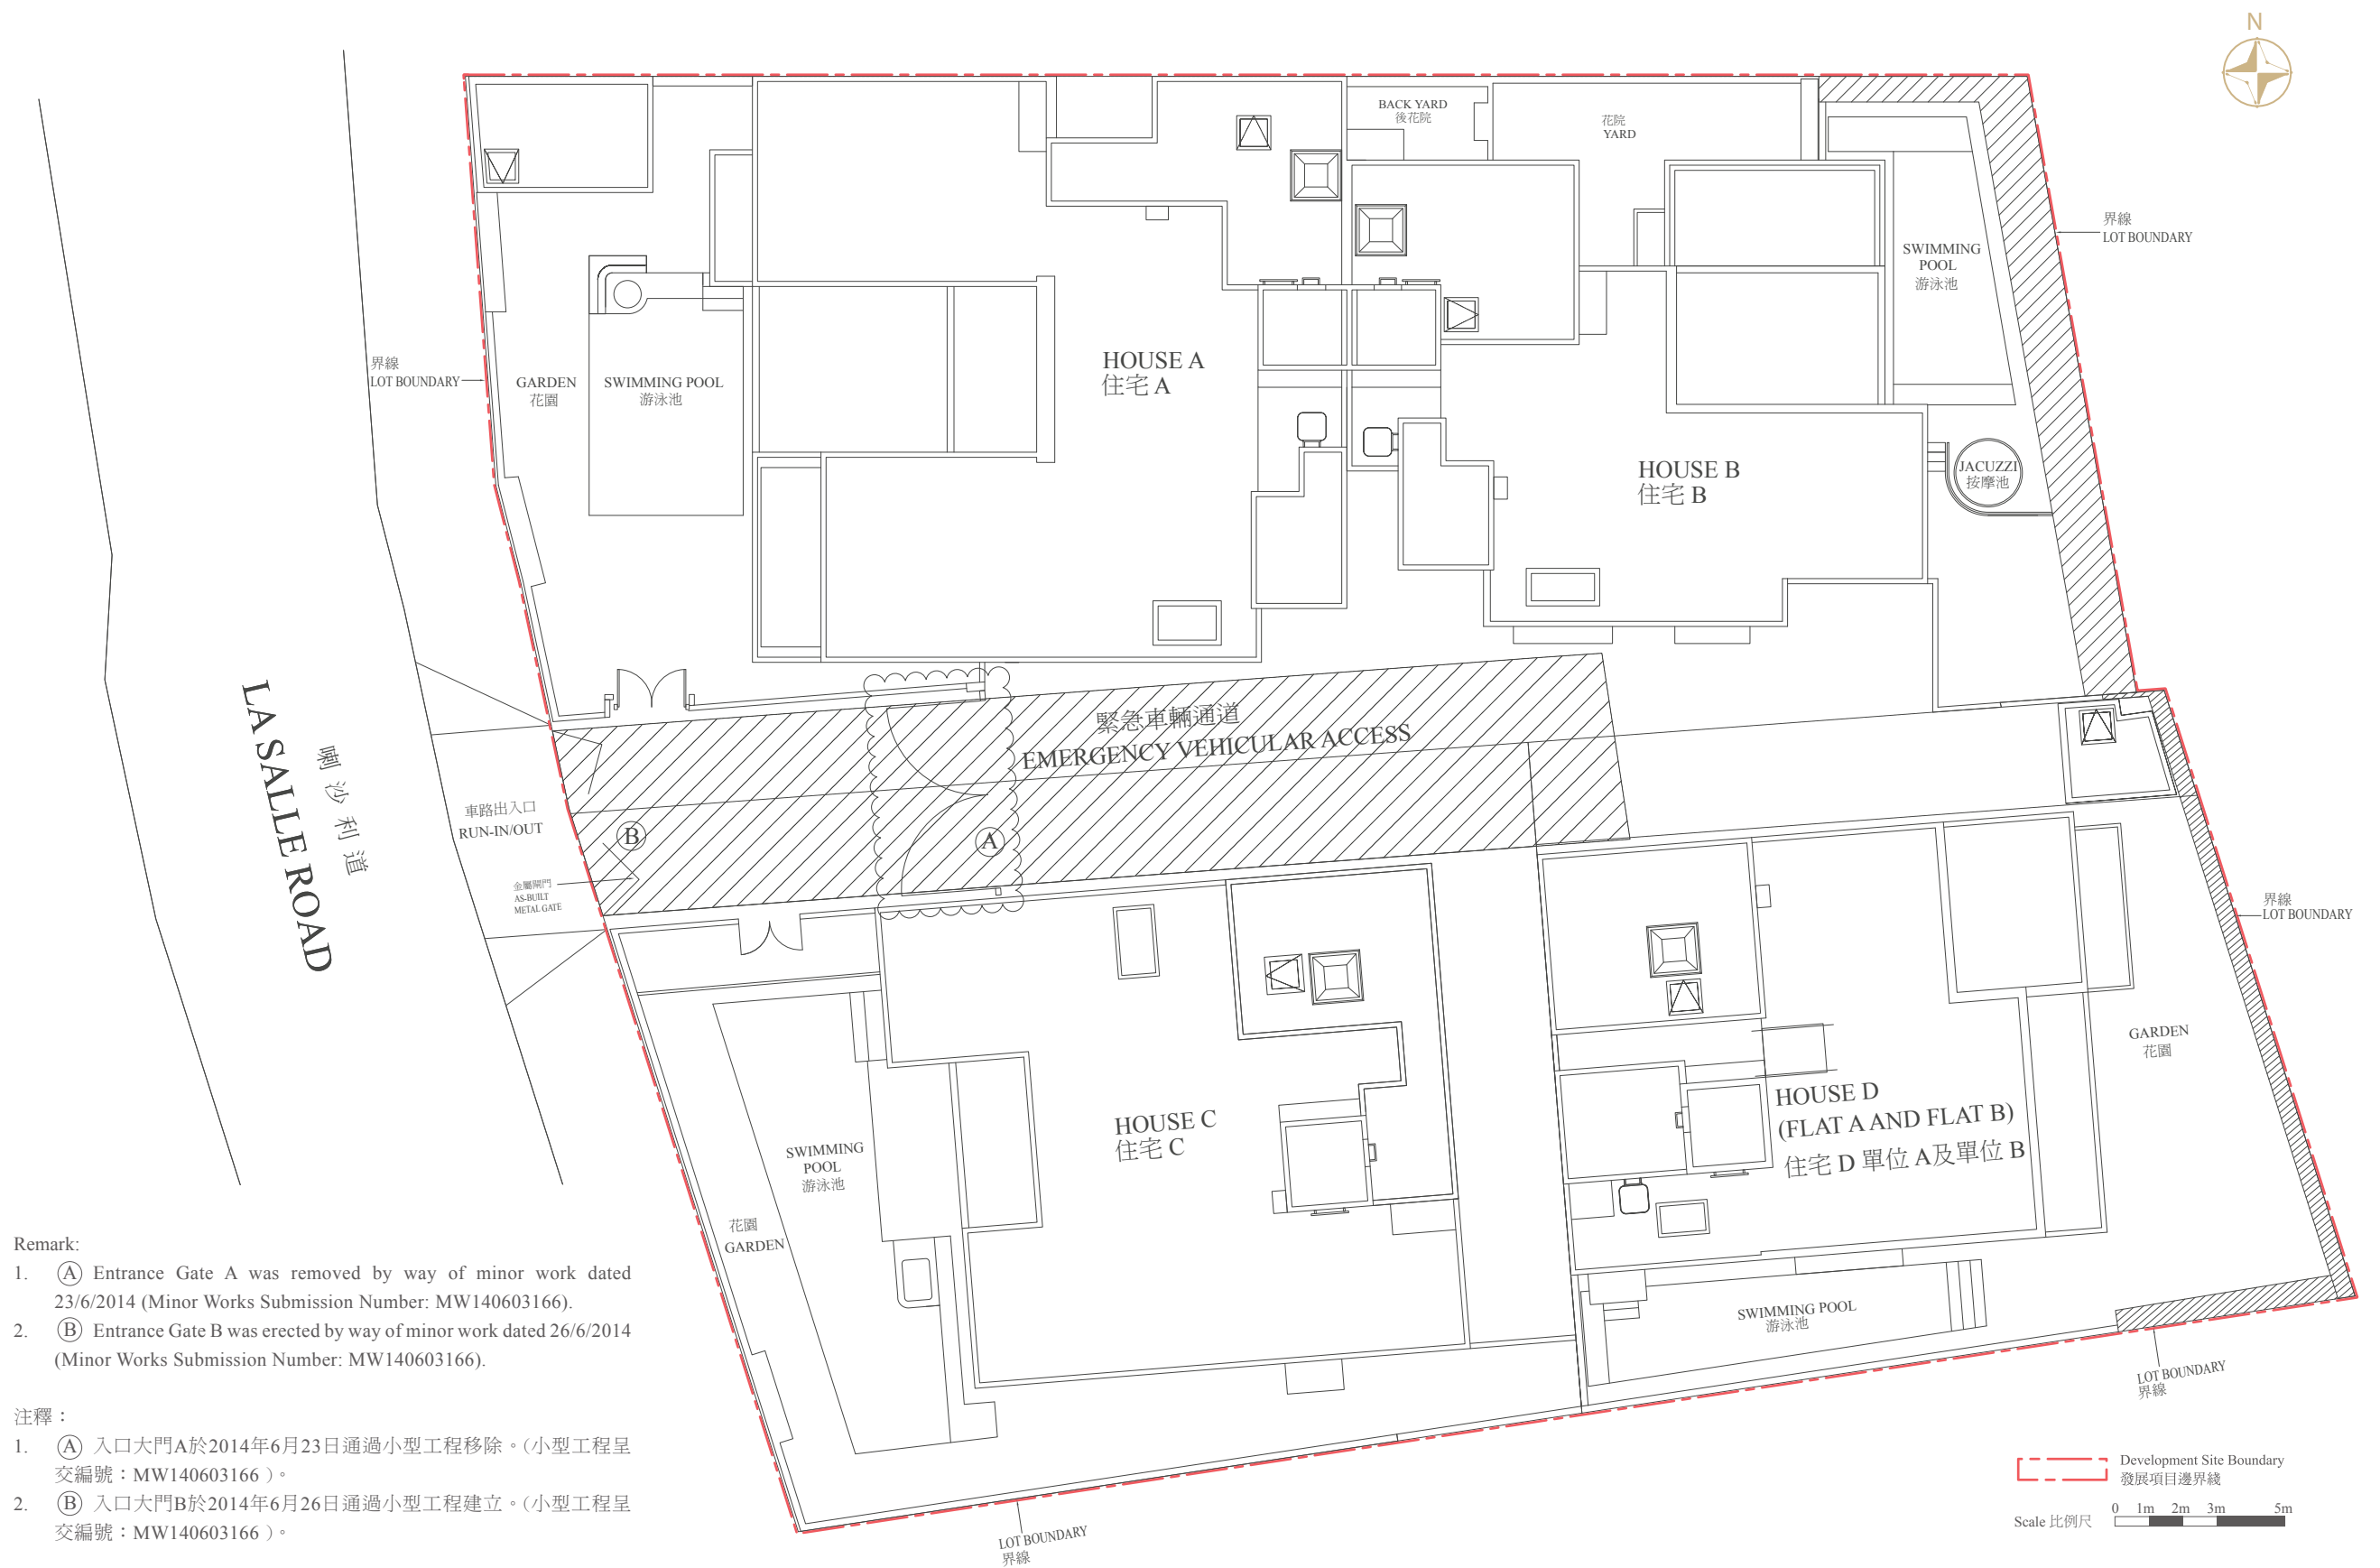 N
BACK YARD
後花院
花院
YARD
界線
LOT BOUNDARY
SWIMMING
POOL
游泳池
界線
LOT BOUNDARY
GARDEN
花園
SWIMMING POOL
游泳池
HOUSE A
住宅 A
HOUSE B
住宅 B
JACUZZI
按摩池
緊急車輛通道
EMERGENCY VEHICULAR ACCESS
喇沙利道
LA SALLE ROAD
車路出入口
RUN-IN/OUT
B
A
金屬閘門
AS-BUILT
METAL GATE
界線
LOT BOUNDARY
GARDEN
花園
HOUSE C
住宅 C
HOUSE D
(FLAT A AND FLAT B)
住宅 D 單位 A及單位 B
SWIMMING
POOL
游泳池
花園
GARDEN
SWIMMING POOL
游泳池
LOT BOUNDARY
界線
LOT BOUNDARY
界線
Remark:
1. Ⓐ Entrance Gate A was removed by way of minor work dated
23/6/2014 (Minor Works Submission Number: MW140603166).
2. Ⓑ Entrance Gate B was erected by way of minor work dated 26/6/2014
(Minor Works Submission Number: MW140603166).
注釋：
1. Ⓐ 入口大門A於2014年6月23日通過小型工程移除。（小型工程呈
交編號：MW140603166 ）。
2. Ⓑ 入口大門B於2014年6月26日通過小型工程建立。（小型工程呈
交編號：MW140603166 ）。
Development Site Boundary
發展項目邊界綫
Scale 比例尺
0 1m 2m 3m 5m